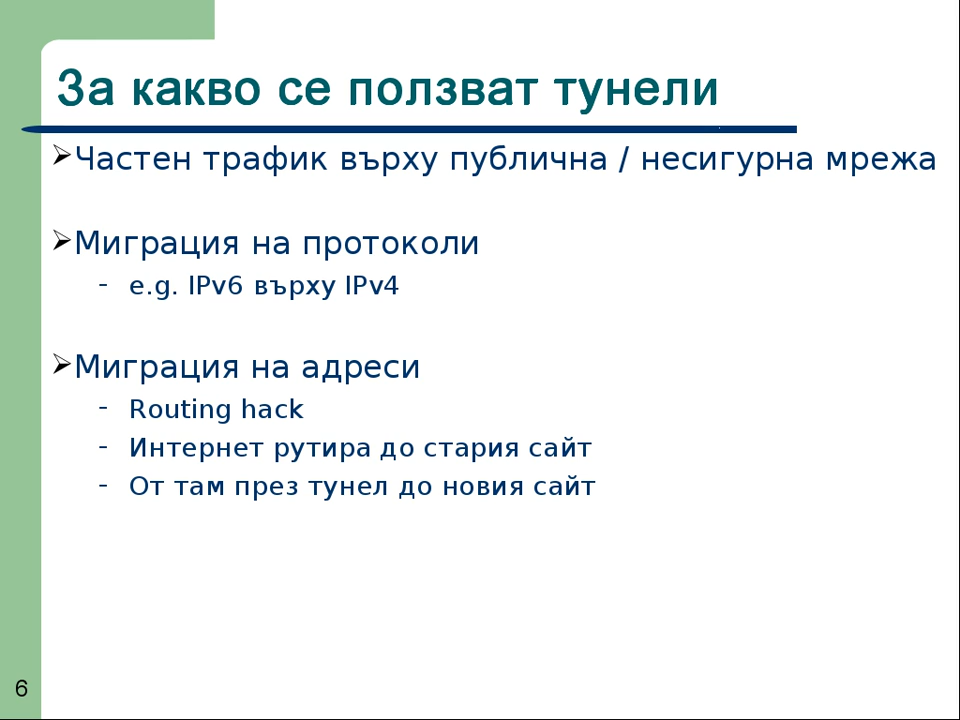 За какво се ползват тунели
➢Частен трафик върху публична / несигурна мрежа
➢Миграция на протоколи
- e.g. IPv6 върху IPv4
➢Миграция на адреси
- Routing hack
- Интернет рутира до стария сайт
- От там през тунел до новия сайт
6